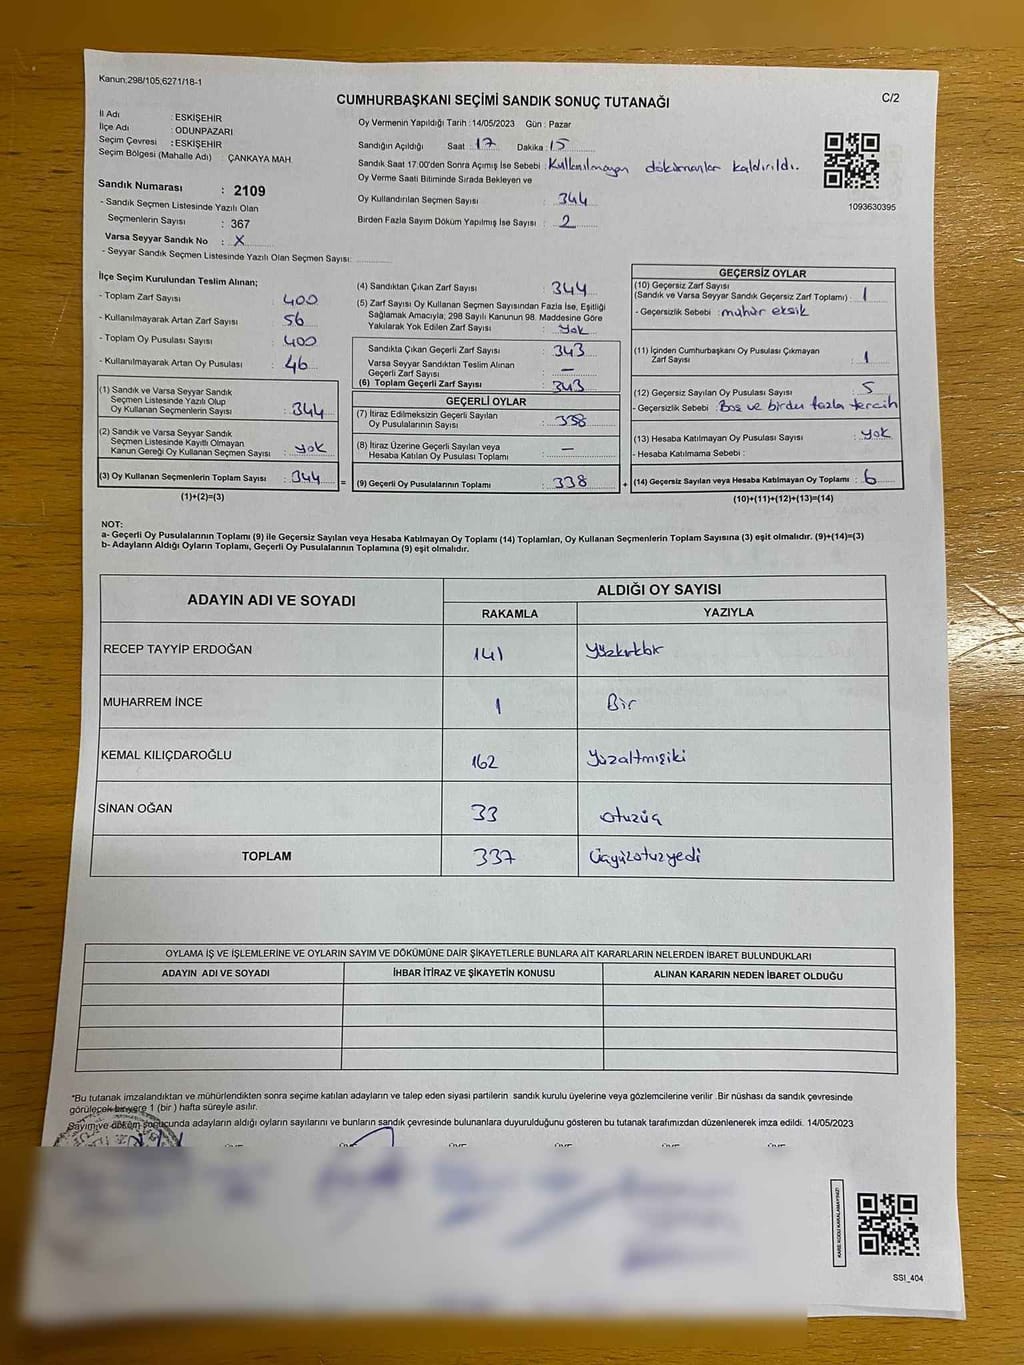 Kanun:298/105,6271/18-1
C/2
CUMHURBAŞKANI SEÇİMİ SANDIK SONUÇ TUTANAĞI
İl Adı : ESKİŞEHİR
İlçe Adı : ODUNPAZARI
Seçim Çevresi : ESKİŞEHİR
Seçim Bölgesi (Mahalle Adı) ÇANKAYA MAH.
Sandık Numarası : 2109
- Sandık Seçmen Listesinde Yazılı Olan
Seçmenlerin Sayısı : 367
Varsa Seyyar Sandık No : X
- Seyyar Sandık Seçmen Listesinde Yazılı Olan Seçmen Sayısı:
Oy Vermenin Yapıldığı Tarih :14/05/2023 Gün : Pazar
Sandığın Açıldığı Saat 17 Dakika 15
Sandık Saat 17:00'den Sonra Açımış İse Sebebi : Kullanılmayan dökümanlar kaldırıldı.
Oy Verme Saati Bitiminde Sırada Bekleyen ve
Oy Kullandırılan Seçmen Sayısı : 344
Birden Fazla Sayım Döküm Yapılmış İse Sayısı : 2
1093630395
İlçe Seçim Kurulundan Teslim Alınan;
- Toplam Zarf Sayısı : 400
- Kullanılmayarak Artan Zarf Sayısı : 56
- Toplam Oy Pusulası Sayısı : 400
- Kullanılmayarak Artan Oy Pusulası : 46
(1) Sandık ve Varsa Seyyar Sandık
Seçmen Listesinde Yazılı Olup
Oy Kullanan Seçmenlerin Sayısı : 344
(2) Sandık ve Varsa Seyyar Sandık
Seçmen Listesinde Kayıtlı Olmayan
Kanun Gereği Oy Kullanan Seçmen Sayısı : yok
(3) Oy Kullanan Seçmenlerin Toplam Sayısı : 344 =
(1)+(2)=(3)
(4) Sandıktan Çıkan Zarf Sayısı : 344
(5) Zarf Sayısı Oy Kullanan Seçmen Sayısından Fazla İse, Eşitliği
Sağlamak Amacıyla; 298 Sayılı Kanunun 98. Maddesine Göre
Yakılarak Yok Edilen Zarf Sayısı : yok
Sandıkta Çıkan Geçerli Zarf Sayısı : 343
Varsa Seyyar Sandıktan Teslim Alınan
Geçerli Zarf Sayısı : —
(6) Toplam Geçerli Zarf Sayısı : 343
GEÇERLİ OYLAR
(7) İtiraz Edilmeksizin Geçerli Sayılan
Oy Pusulalarının Sayısı : 338
(8) İtiraz Üzerine Geçerli Sayılan veya
Hesaba Katılan Oy Pusulası Toplamı : —
(9) Geçerli Oy Pusulalarının Toplamı : 338 +
GEÇERSİZ OYLAR
(10) Geçersiz Zarf Sayısı
(Sandık ve Varsa Seyyar Sandık Geçersiz Zarf Toplamı) : 1
- Geçersizlik Sebebi : mühür eksik
(11) İçinden Cumhurbaşkanı Oy Pusulası Çıkmayan
Zarf Sayısı : 1
(12) Geçersiz Sayılan Oy Pusulası Sayısı : 5
- Geçersizlik Sebebi : Boş ve birden fazla tercih
(13) Hesaba Katılmayan Oy Pusulası Sayısı : yok
- Hesaba Katılmama Sebebi :
(14) Geçersiz Sayılan veya Hesaba Katılmayan Oy Toplamı : 6
(10)+(11)+(12)+(13)=(14)
NOT:
a- Geçerli Oy Pusulalarının Toplamı (9) ile Geçersiz Sayılan veya Hesaba Katılmayan Oy Toplamı (14) Toplamları, Oy Kullanan Seçmenlerin Toplam Sayısına (3) eşit olmalıdır. (9)+(14)=(3)
b- Adayların Aldığı Oyların Toplamı, Geçerli Oy Pusulalarının Toplamına (9) eşit olmalıdır.
ADAYIN ADI VE SOYADI
ALDIĞI OY SAYISI
RAKAMLA YAZIYLA
RECEP TAYYİP ERDOĞAN 141 Yüzkırkbir
MUHARREM İNCE 1 Bir
KEMAL KILIÇDAROĞLU 162 Yüzaltmışiki
SİNAN OĞAN 33 otuzüç
TOPLAM 337 üçyüzotuzyedi
OYLAMA İŞ VE İŞLEMLERİNE VE OYLARIN SAYIM VE DÖKÜMÜNE DAİR ŞİKAYETLERLE BUNLARA AİT KARARLARIN NELERDEN İBARET BULUNDUKLARI
ADAYIN ADI VE SOYADI İHBAR İTİRAZ VE ŞİKAYETİN KONUSU ALINAN KARARIN NEDEN İBARET OLDUĞU
*Bu tutanak imzalandıktan ve mühürlendikten sonra seçime katılan adayların ve talep eden siyasi partilerin sandık kurulu üyelerine veya gözlemcilerine verilir .Bir nüshası da sandık çevresinde
görülecek bir yere 1 (bir ) hafta süreyle asılır.
Sayım ve döküm sonucunda adayların aldığı oyların sayılarını ve bunların sandık çevresinde bulunanlara duyurulduğunu gösteren bu tutanak tarafımızdan düzenlenerek imza edildi. 14/05/2023
KARE KODU KARALAMAYINIZ!
SSI_404